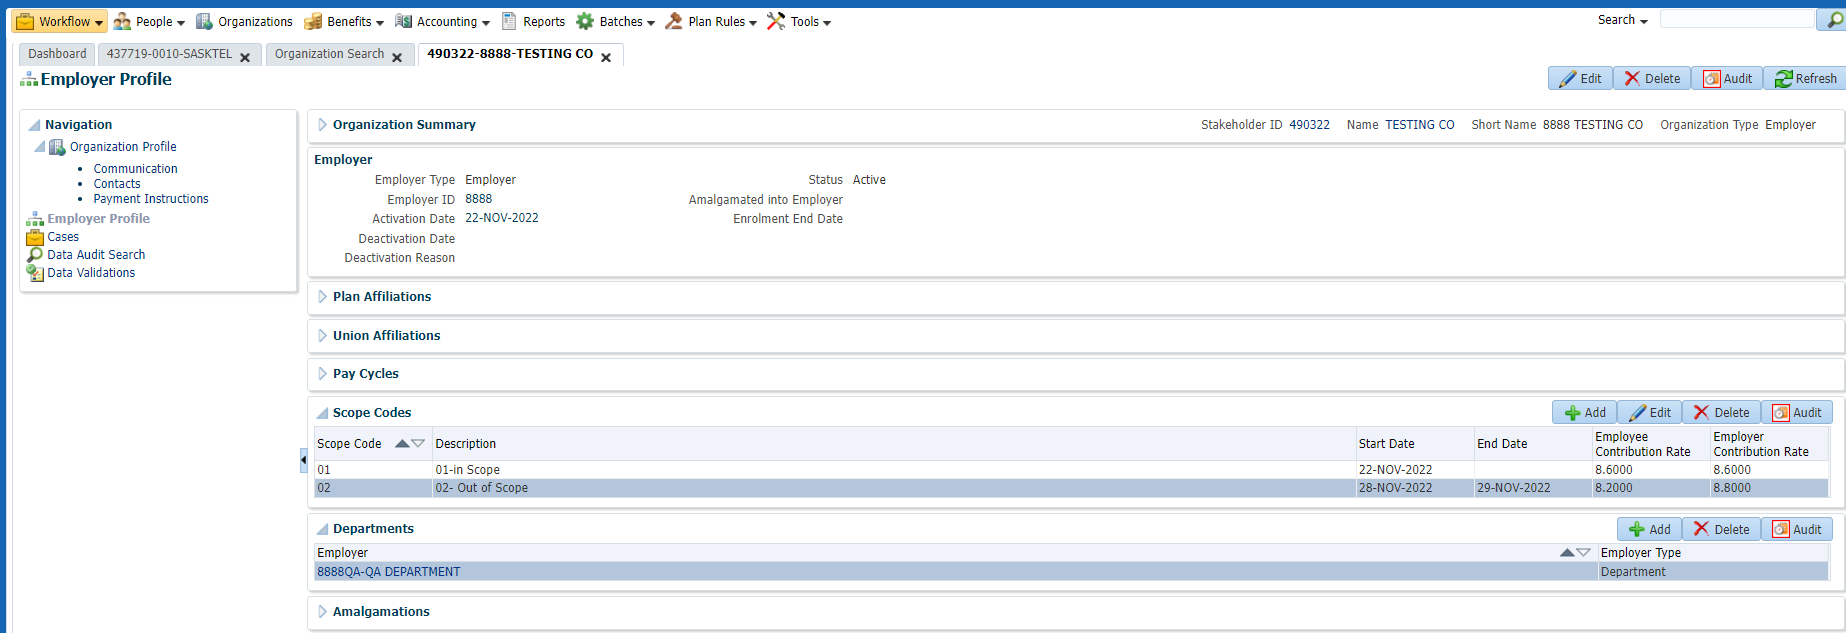 Workflow People Organizations Benefits Accounting Reports Batches Plan Rules Tools Search
Dashboard 437719-0010-SASKTEL Organization Search 490322-8888-TESTING CO
Employer Profile
Edit Delete Audit Refresh
Navigation
Organization Profile
Communication
Contacts
Payment Instructions
Employer Profile
Cases
Data Audit Search
Data Validations
Organization Summary Stakeholder ID 490322 Name TESTING CO Short Name 8888 TESTING CO Organization Type Employer
Employer
Employer Type Employer Status Active
Employer ID 8888 Amalgamated into Employer
Activation Date 22-NOV-2022 Enrolment End Date
Deactivation Date
Deactivation Reason
Plan Affiliations
Union Affiliations
Pay Cycles
Scope Codes Add Edit Delete Audit
Scope Code Description Start Date End Date Employee Contribution Rate Employer Contribution Rate
01 01-in Scope 22-NOV-2022 8.6000 8.6000
02 02- Out of Scope 28-NOV-2022 29-NOV-2022 8.2000 8.8000
Departments Add Delete Audit
Employer Employer Type
8888QA-QA DEPARTMENT Department
Amalgamations